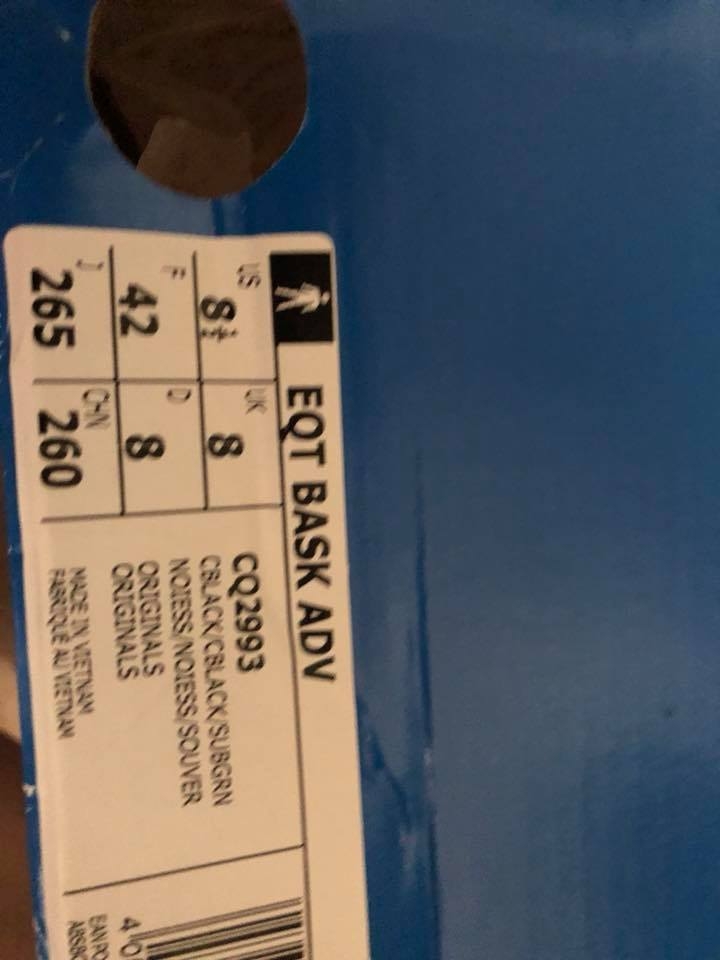 EQT BASK ADV
US 8½ UK 8
F 42 D 8
J 265 CHN 260
CQ2993
CBLACK/CBLACK/SUBGRN
NOIESS/NOIESS/SOUVER
ORIGINALS
ORIGINALS
MADE IN VIETNAM
FABRIQUÉ AU VIETNAM